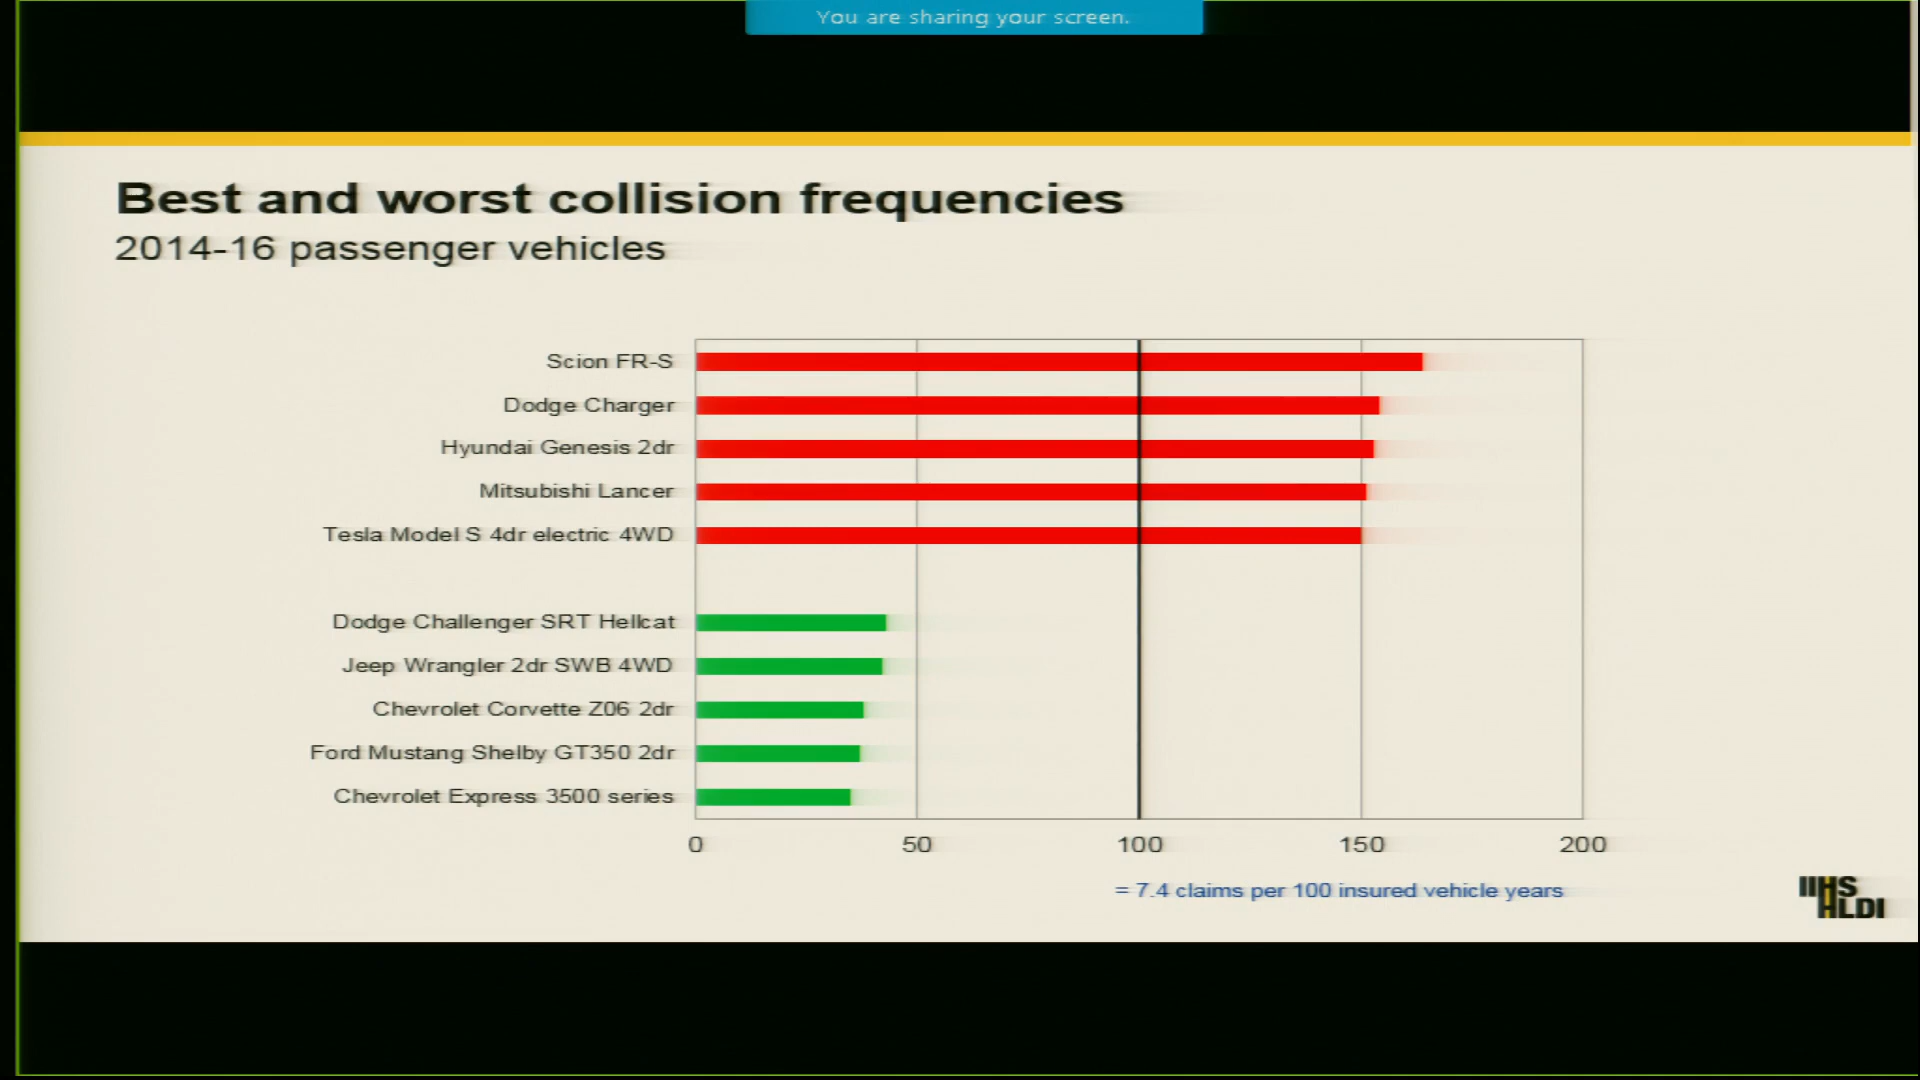 You are sharing your screen.
Best and worst collision frequencies
2014-16 passenger vehicles
Scion FR-S
Dodge Charger
Hyundai Genesis 2dr
Mitsubishi Lancer
Tesla Model S 4dr electric 4WD
Dodge Challenger SRT Hellcat
Jeep Wrangler 2dr SWB 4WD
Chevrolet Corvette Z06 2dr
Ford Mustang Shelby GT350 2dr
Chevrolet Express 3500 series
0 50 100 150 200
= 7.4 claims per 100 insured vehicle years
IIHS
HLDI